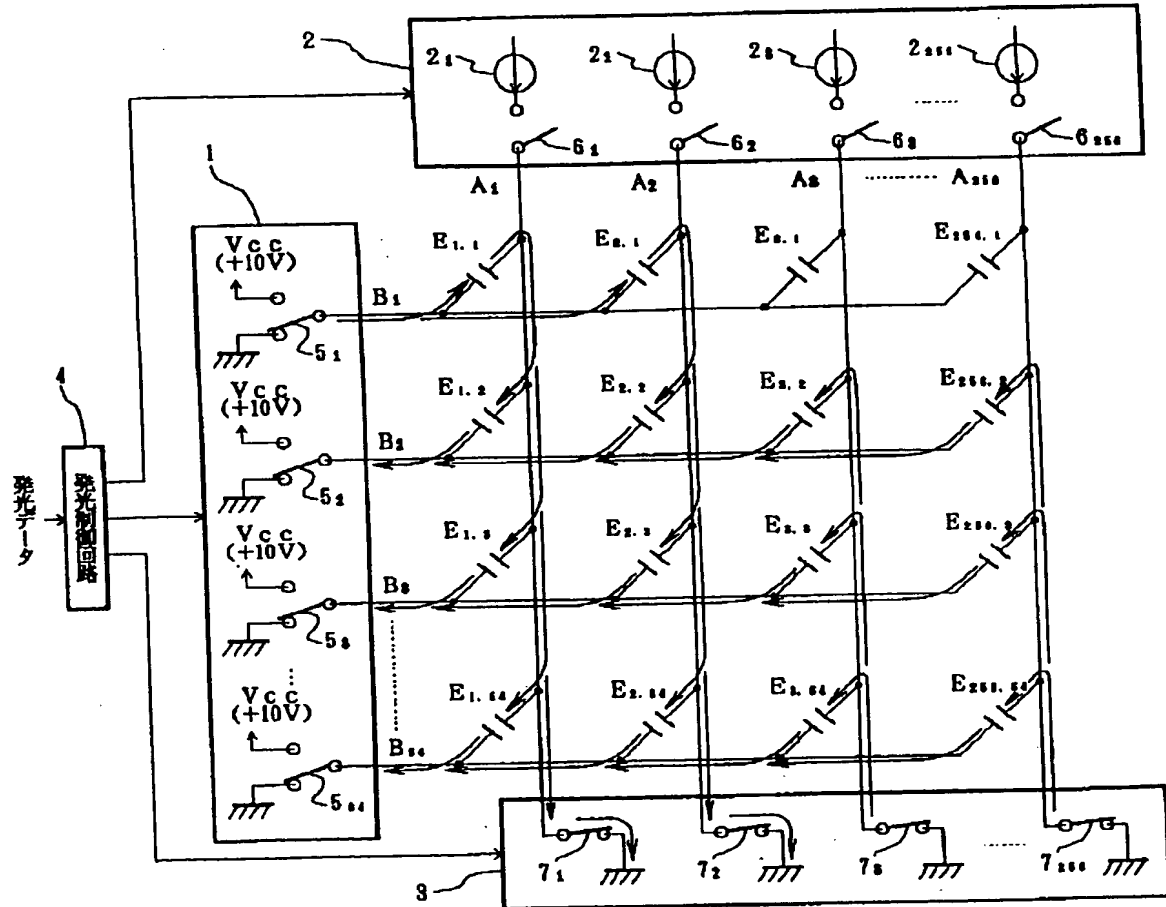 2
2₁
2₂
2₃
2₂₅₆
6₁
6₂
6₃
6₂₅₆
A₁
A₂
A₃
A₂₅₆
1
Vcc
(+10V)
5₁
B₁
E₁.₁
E₂.₁
E₃.₁
E₂₅₆.₁
Vcc
(+10V)
5₂
B₂
E₁.₂
E₂.₂
E₃.₂
E₂₅₆.₂
4
発光データ
発光制御回路
Vcc
(+10V)
5₃
B₃
E₁.₃
E₂.₃
E₃.₃
E₂₅₆.₃
Vcc
(+10V)
5₆₄
B₆₄
E₁.₆₄
E₂.₆₄
E₃.₆₄
E₂₅₆.₆₄
3
7₁
7₂
7₃
7₂₅₆